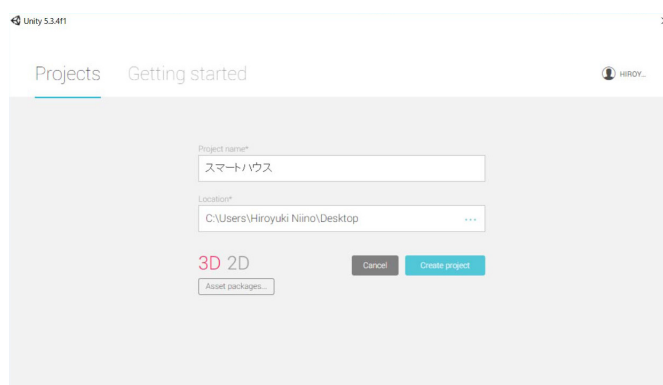 Unity 5.3.4f1
Projects Getting started
HIROY...
Project name*
スマートハウス
Location*
C:\Users\Hiroyuki Niino\Desktop
...
3D 2D
Cancel
Create project
Asset packages...